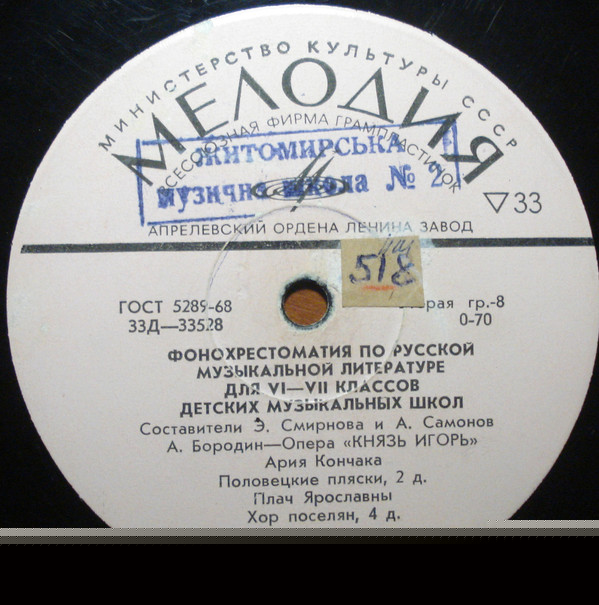 МИНИСТЕРСТВО КУЛЬТУРЫ СССР
МЕЛОДИЯ
ВСЕСОЮЗНАЯ ФИРМА ГРАМПЛАСТИНОК
ЖИТОМИРСЬКА
музична школа № 2
33
АПРЕЛЕВСКИЙ ОРДЕНА ЛЕНИНА ЗАВОД
518
ГОСТ 5289-68
гр.-8
33Д—33528
0-70
ФОНОХРЕСТОМАТИЯ ПО РУССКОЙ
МУЗЫКАЛЬНОЙ ЛИТЕРАТУРЕ
ДЛЯ VI—VII КЛАССОВ
ДЕТСКИХ МУЗЫКАЛЬНЫХ ШКОЛ
Составители Э. Смирнова и А. Самонов
А. Бородин—Опера «КНЯЗЬ ИГОРЬ»
Ария Кончака
Половецкие пляски, 2 д.
Плач Ярославны
Хор поселян, 4 д.